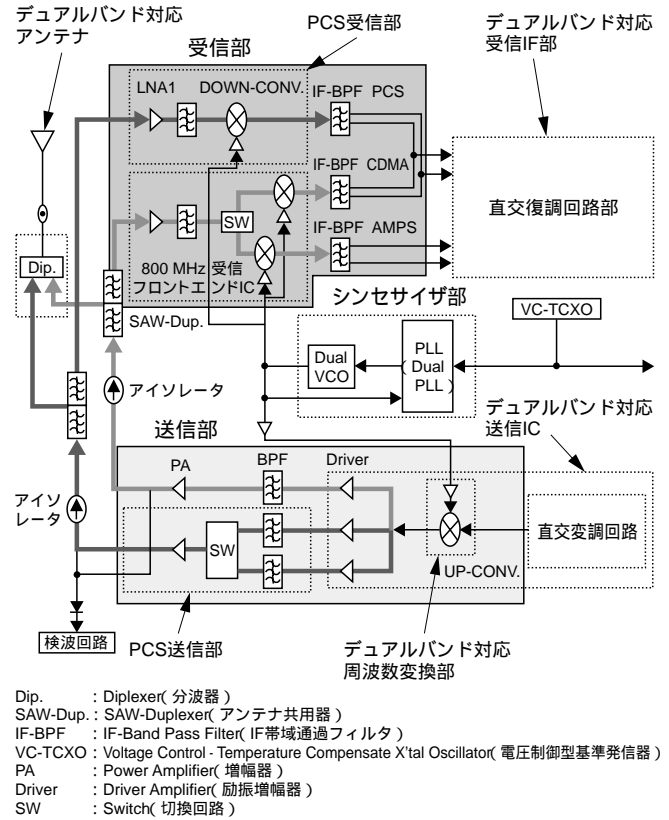 デュアルバンド対応
アンテナ
受信部
PCS受信部
デュアルバンド対応
受信IF部
LNA1
DOWN-CONV.
IF-BPF PCS
IF-BPF CDMA
IF-BPF AMPS
SW
800 MHz 受信
フロントエンドIC
直交復調回路部
Dip.
SAW-Dup.
シンセサイザ部
VC-TCXO
Dual
VCO
PLL
( Dual
PLL )
アイソレータ
デュアルバンド対応
送信IC
送信部
PA
BPF
Driver
アイソ
レータ
SW
直交変調回路
UP-CONV.
検波回路
PCS送信部
デュアルバンド対応
周波数変換部
Dip. : Diplexer( 分波器 )
SAW-Dup. : SAW-Duplexer( アンテナ共用器 )
IF-BPF : IF-Band Pass Filter( IF帯域通過フィルタ )
VC-TCXO : Voltage Control - Temperature Compensate X'tal Oscillator( 電圧制御型基準発信器 )
PA : Power Amplifier( 増幅器 )
Driver : Driver Amplifier( 励振増幅器 )
SW : Switch( 切換回路 )